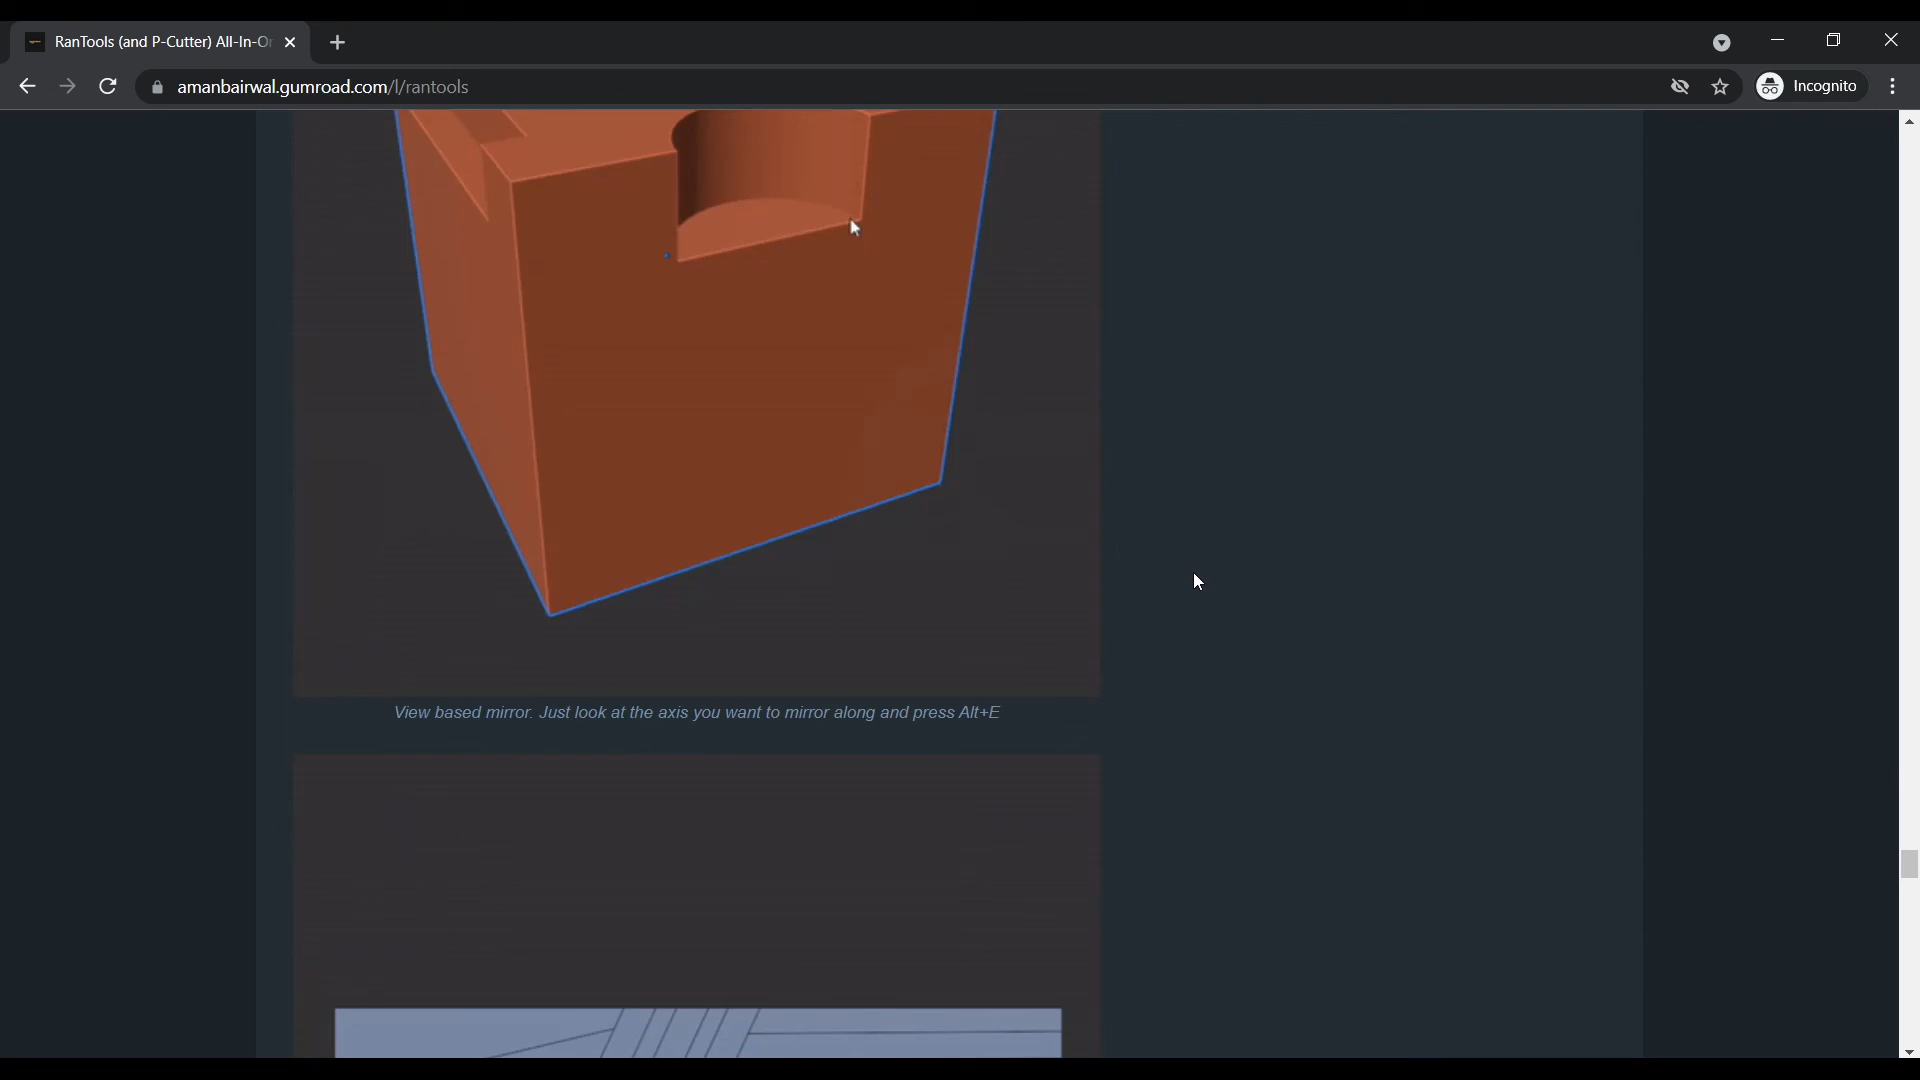 RanTools (and P-Cutter) All-In-On
amanbairwal.gumroad.com/l/rantools
Incognito
View based mirror. Just look at the axis you want to mirror along and press Alt+E